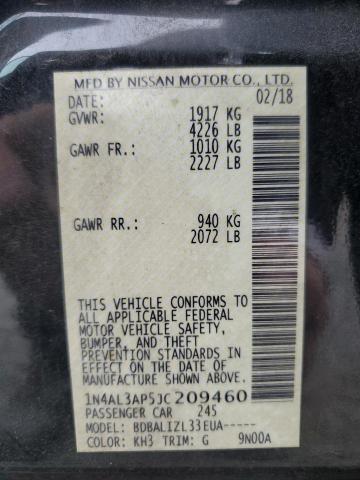 MFD BY NISSAN MOTOR CO., LTD.
DATE: 02/18
GVWR: 1917 KG
4226 LB
GAWR FR.: 1010 KG
2227 LB
GAWR RR.: 940 KG
2072 LB
THIS VEHICLE CONFORMS TO
ALL APPLICABLE FEDERAL
MOTOR VEHICLE SAFETY,
BUMPER, AND THEFT
PREVENTION STANDARDS IN
EFFECT ON THE DATE OF
MANUFACTURE SHOWN ABOVE.
1N4AL3AP5JC209460
PASSENGER CAR 245
MODEL: BDBALIZL33EUA-----
COLOR: KH3 TRIM: G 9N00A